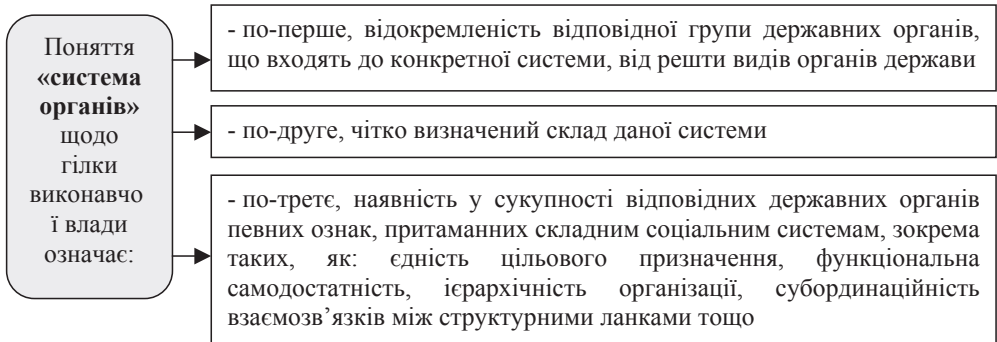 Поняття
«система
органів»
щодо
гілки
виконавчо
ї влади
означає:
- по-перше, відокремленість відповідної групи державних органів,
що входять до конкретної системи, від решти видів органів держави
- по-друге, чітко визначений склад даної системи
- по-третє, наявність у сукупності відповідних державних органів
певних ознак, притаманних складним соціальним системам, зокрема
таких, як: єдність цільового призначення, функціональна
самодостатність, ієрархічність організації, субординаційність
взаємозв’язків між структурними ланками тощо